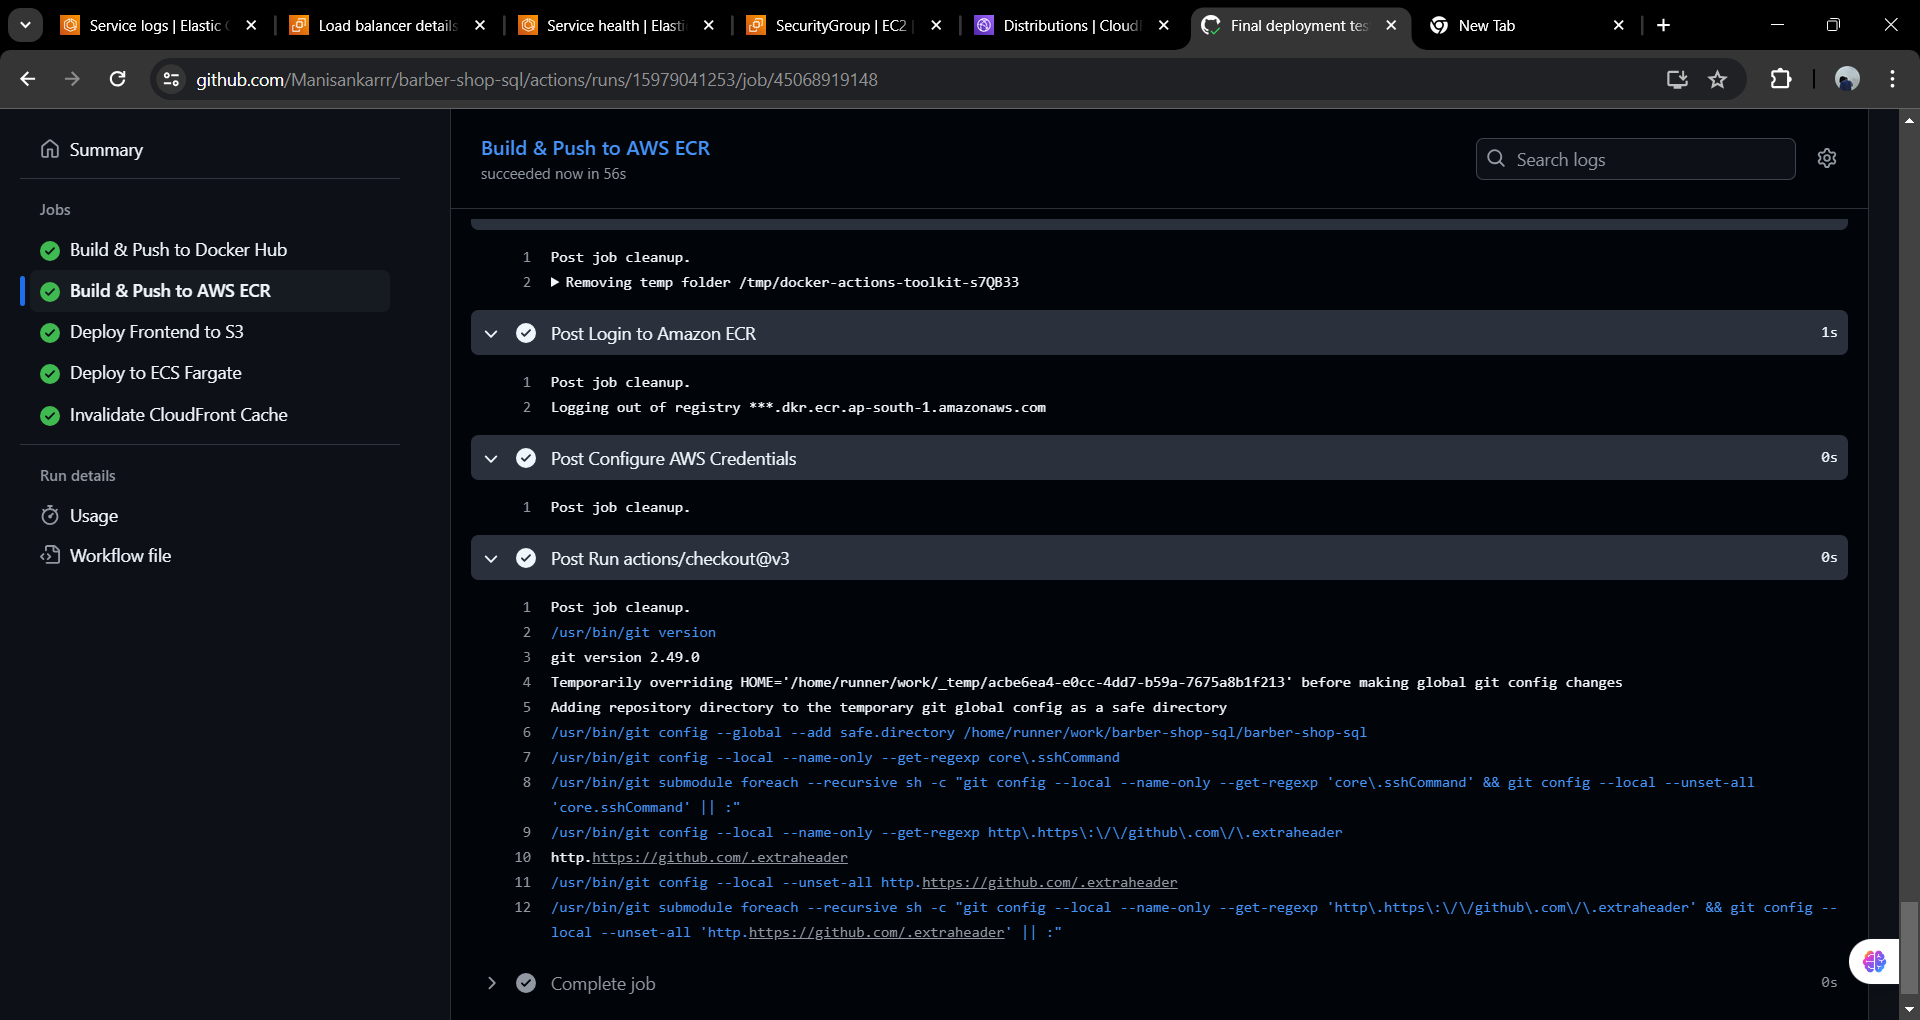 Service logs | Elastic
Load balancer details
Service health | Elasti
SecurityGroup | EC2
Distributions | Cloud
Final deployment tes
New Tab
github.com/Manisankarrr/barber-shop-sql/actions/runs/15979041253/job/45068919148
Summary
Jobs
Build & Push to Docker Hub
Build & Push to AWS ECR
Deploy Frontend to S3
Deploy to ECS Fargate
Invalidate CloudFront Cache
Run details
Usage
Workflow file
Build & Push to AWS ECR
succeeded now in 56s
Search logs
1 Post job cleanup.
2 Removing temp folder /tmp/docker-actions-toolkit-s7QB33
Post Login to Amazon ECR 1s
1 Post job cleanup.
2 Logging out of registry ***.dkr.ecr.ap-south-1.amazonaws.com
Post Configure AWS Credentials 0s
1 Post job cleanup.
Post Run actions/checkout@v3 0s
1 Post job cleanup.
2 /usr/bin/git version
3 git version 2.49.0
4 Temporarily overriding HOME='/home/runner/work/_temp/acbe6ea4-e0cc-4dd7-b59a-7675a8b1f213' before making global git config changes
5 Adding repository directory to the temporary git global config as a safe directory
6 /usr/bin/git config --global --add safe.directory /home/runner/work/barber-shop-sql/barber-shop-sql
7 /usr/bin/git config --local --name-only --get-regexp core\.sshCommand
8 /usr/bin/git submodule foreach --recursive sh -c "git config --local --name-only --get-regexp 'core\.sshCommand' && git config --local --unset-all
'core.sshCommand' || :"
9 /usr/bin/git config --local --name-only --get-regexp http\.https\:\/\/github\.com\/\.extraheader
10 http.https://github.com/.extraheader
11 /usr/bin/git config --local --unset-all http.https://github.com/.extraheader
12 /usr/bin/git submodule foreach --recursive sh -c "git config --local --name-only --get-regexp 'http\.https\:\/\/github\.com\/\.extraheader' && git config --
local --unset-all 'http.https://github.com/.extraheader' || :"
Complete job 0s